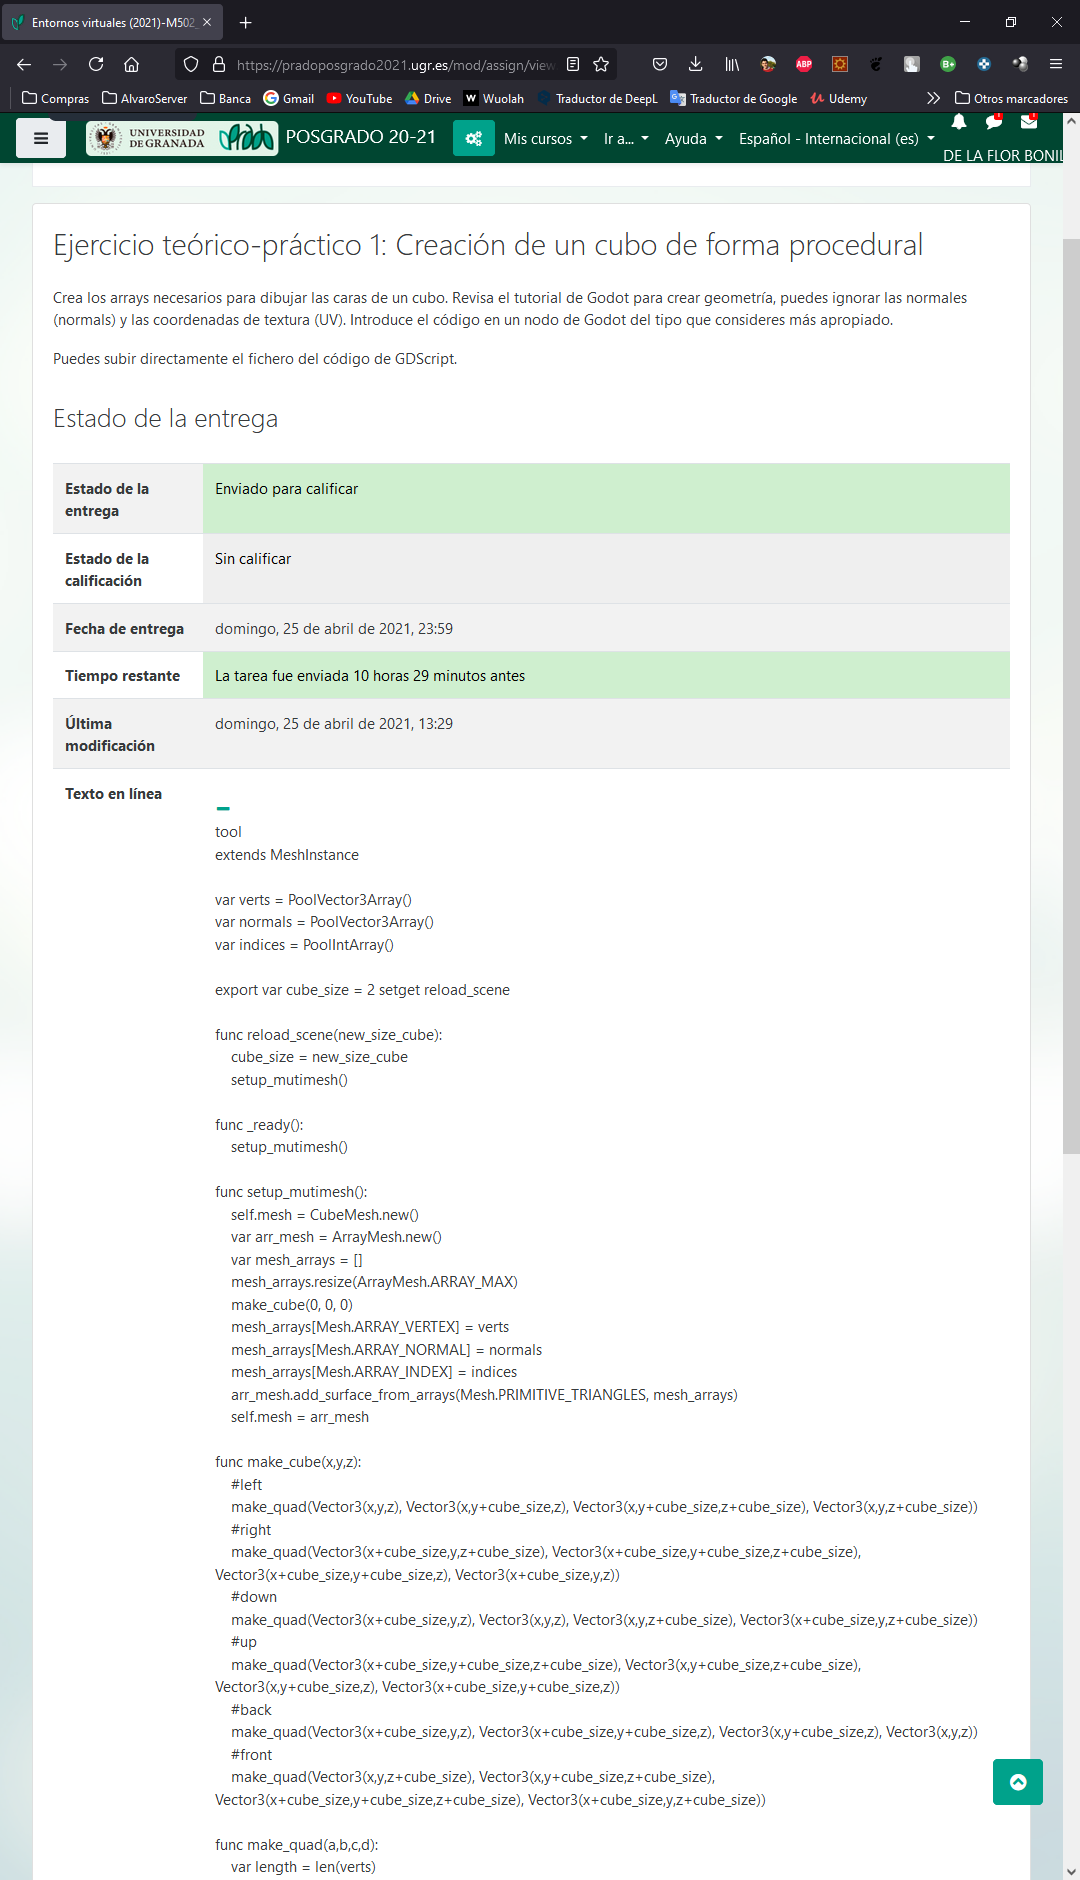 Entornos virtuales (2021)-M502_
https://pradoposgrado2021.ugr.es/mod/assign/view
ABP
B+
Compras
AlvaroServer
Banca
Gmail
YouTube
Drive
Wuolah
Traductor de DeepL
Traductor de Google
Udemy
Otros marcadores
UNIVERSIDAD
DE GRANADA
POSGRADO 20-21
Mis cursos
Ir a...
Ayuda
Español - Internacional (es)
DE LA FLOR BONIL
Ejercicio teórico-práctico 1: Creación de un cubo de forma procedural
Crea los arrays necesarios para dibujar las caras de un cubo. Revisa el tutorial de Godot para crear geometría, puedes ignorar las normales
(normals) y las coordenadas de textura (UV). Introduce el código en un nodo de Godot del tipo que consideres más apropiado.
Puedes subir directamente el fichero del código de GDScript.
Estado de la entrega
Estado de la
entrega
Enviado para calificar
Estado de la
calificación
Sin calificar
Fecha de entrega
domingo, 25 de abril de 2021, 23:59
Tiempo restante
La tarea fue enviada 10 horas 29 minutos antes
Última
modificación
domingo, 25 de abril de 2021, 13:29
Texto en línea
tool
extends MeshInstance
var verts = PoolVector3Array()
var normals = PoolVector3Array()
var indices = PoolIntArray()
export var cube_size = 2 setget reload_scene
func reload_scene(new_size_cube):
cube_size = new_size_cube
setup_mutimesh()
func _ready():
setup_mutimesh()
func setup_mutimesh():
self.mesh = CubeMesh.new()
var arr_mesh = ArrayMesh.new()
var mesh_arrays = []
mesh_arrays.resize(ArrayMesh.ARRAY_MAX)
make_cube(0, 0, 0)
mesh_arrays[Mesh.ARRAY_VERTEX] = verts
mesh_arrays[Mesh.ARRAY_NORMAL] = normals
mesh_arrays[Mesh.ARRAY_INDEX] = indices
arr_mesh.add_surface_from_arrays(Mesh.PRIMITIVE_TRIANGLES, mesh_arrays)
self.mesh = arr_mesh
func make_cube(x,y,z):
#left
make_quad(Vector3(x,y,z), Vector3(x,y+cube_size,z), Vector3(x,y+cube_size,z+cube_size), Vector3(x,y,z+cube_size))
#right
make_quad(Vector3(x+cube_size,y,z+cube_size), Vector3(x+cube_size,y+cube_size,z+cube_size),
Vector3(x+cube_size,y+cube_size,z), Vector3(x+cube_size,y,z))
#down
make_quad(Vector3(x+cube_size,y,z), Vector3(x,y,z), Vector3(x,y,z+cube_size), Vector3(x+cube_size,y,z+cube_size))
#up
make_quad(Vector3(x+cube_size,y+cube_size,z+cube_size), Vector3(x,y+cube_size,z+cube_size),
Vector3(x,y+cube_size,z), Vector3(x+cube_size,y+cube_size,z))
#back
make_quad(Vector3(x+cube_size,y,z), Vector3(x+cube_size,y+cube_size,z), Vector3(x,y+cube_size,z), Vector3(x,y,z))
#front
make_quad(Vector3(x,y,z+cube_size), Vector3(x,y+cube_size,z+cube_size),
Vector3(x+cube_size,y+cube_size,z+cube_size), Vector3(x+cube_size,y,z+cube_size))
func make_quad(a,b,c,d):
var length = len(verts)